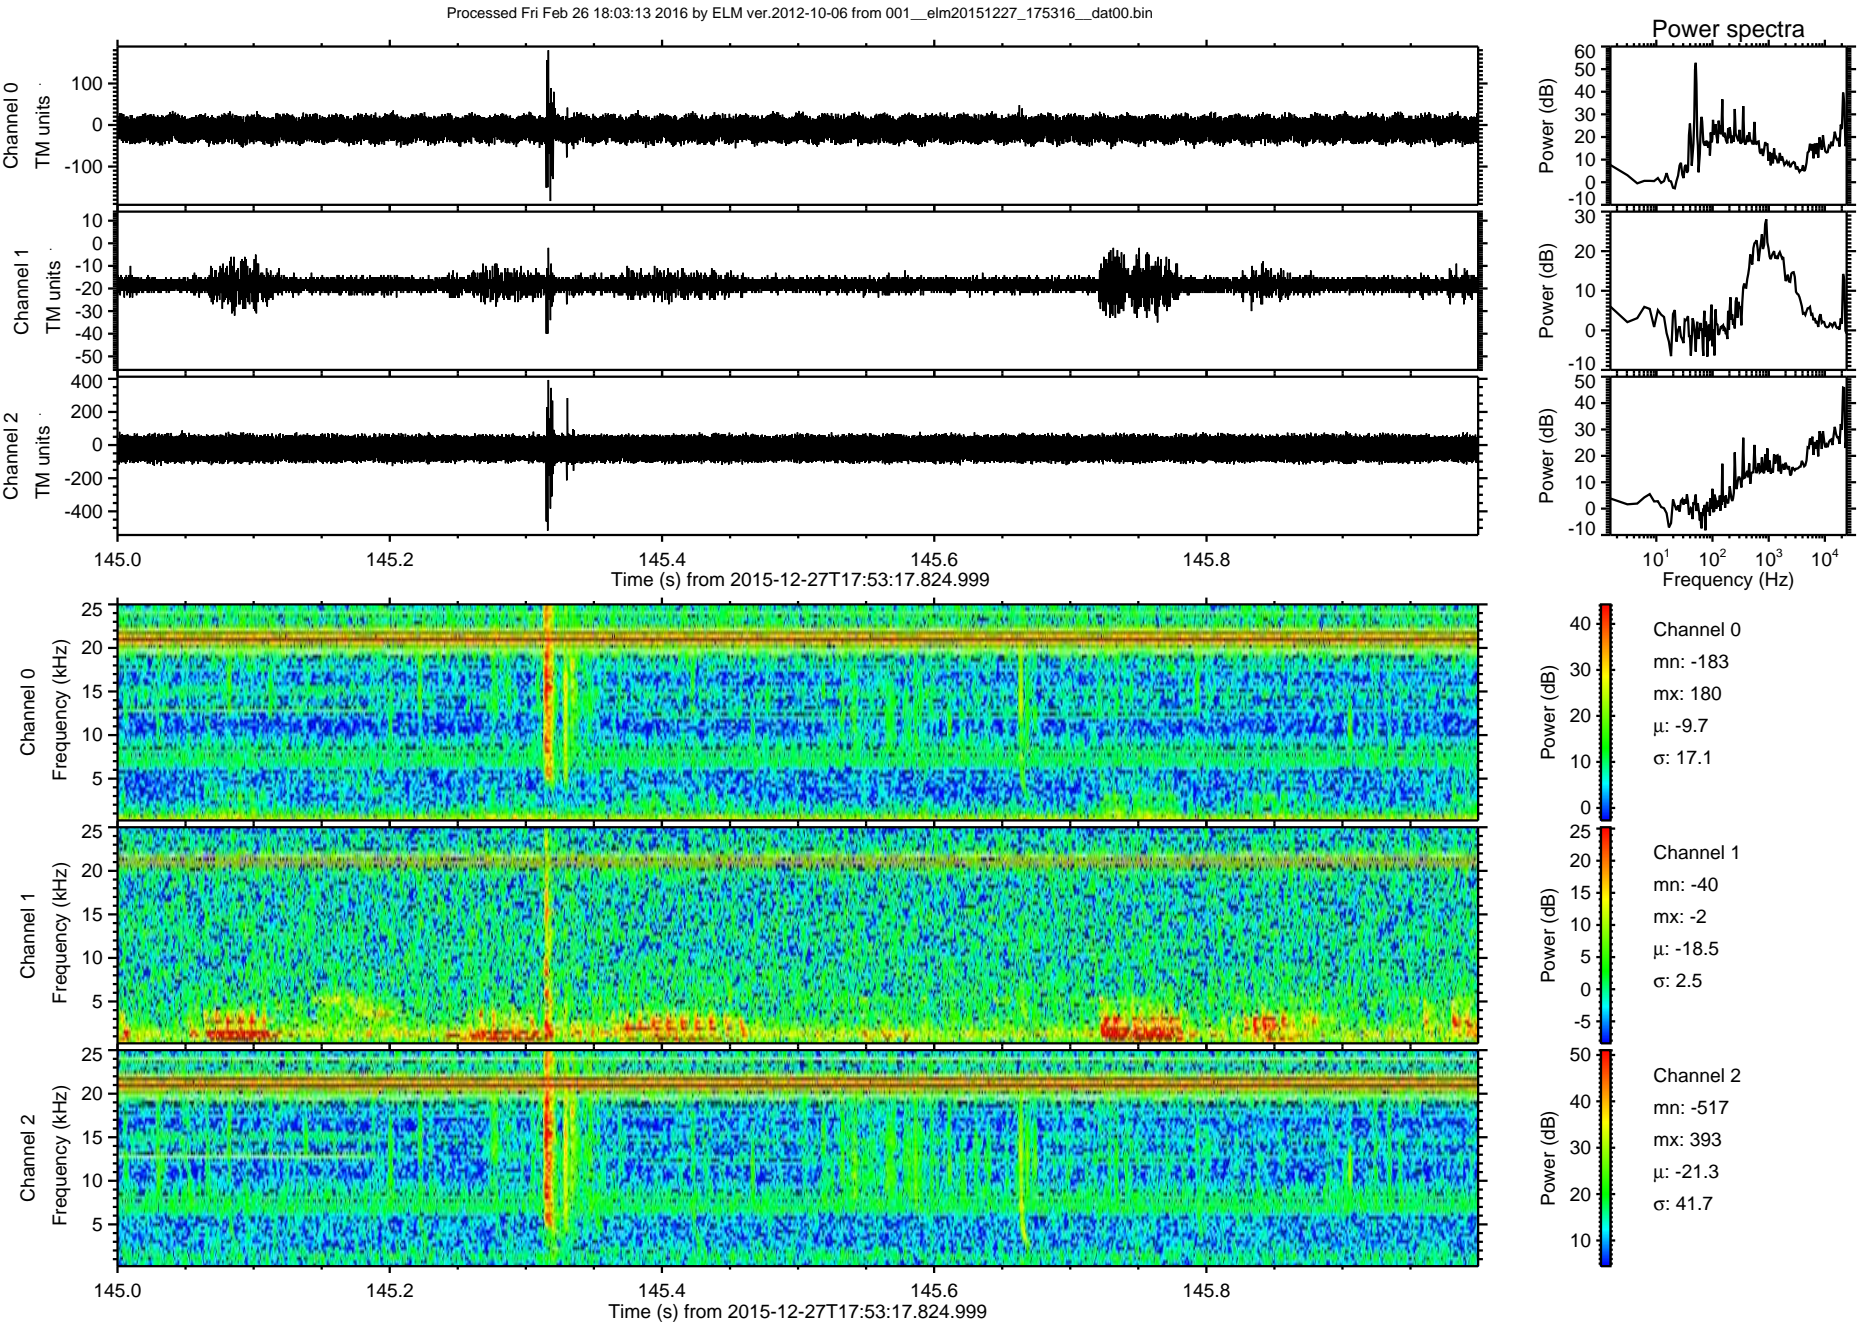 Processed Fri Feb 26 18:03:13 2016 by ELM ver.2012-10-06 from 001__elm20151227_175316__dat00.bin
Power spectra
Channel 0
TM units
100
0
-100
Power (dB)
60
50
40
30
20
10
0
-10
Channel 1
TM units
10
0
-10
-20
-30
-40
-50
Power (dB)
30
20
10
0
-10
Channel 2
TM units
400
200
0
-200
-400
Power (dB)
50
40
30
20
10
0
-10
145.0 145.2 145.4 145.6 145.8
Time (s) from 2015-12-27T17:53:17.824.999
10¹ 10² 10³ 10⁴
Frequency (Hz)
Channel 0
Frequency (kHz)
25
20
15
10
5
Power (dB)
40
30
20
10
0
Channel 0
mn: -183
mx: 180
μ: -9.7
σ: 17.1
Channel 1
Frequency (kHz)
25
20
15
10
5
Power (dB)
25
20
15
10
5
0
-5
Channel 1
mn: -40
mx: -2
μ: -18.5
σ: 2.5
Channel 2
Frequency (kHz)
25
20
15
10
5
Power (dB)
50
40
30
20
10
Channel 2
mn: -517
mx: 393
μ: -21.3
σ: 41.7
145.0 145.2 145.4 145.6 145.8
Time (s) from 2015-12-27T17:53:17.824.999